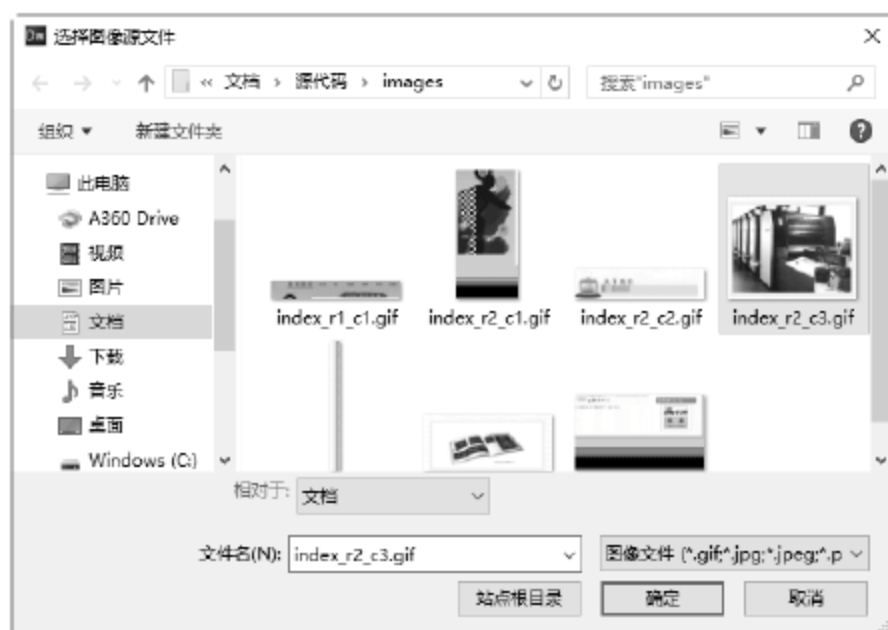 Dw 选择图像源文件
« 文档 › 源代码 › images
搜索"images"
组织 新建文件夹
此电脑
A360 Drive
视频
图片
文档
下载
音乐
桌面
Windows (C:)
index_r1_c1.gif index_r2_c1.gif index_r2_c2.gif index_r2_c3.gif
相对于: 文档
文件名(N): index_r2_c3.gif 图像文件 (*.gif;*.jpg;*.jpeg;*.p
站点根目录 确定 取消